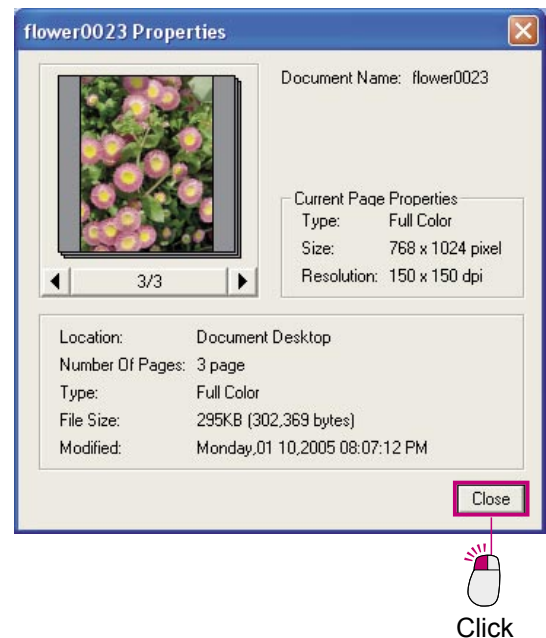 flower0023 Properties
Document Name: flower0023
Current Page Properties
Type: Full Color
Size: 768 x 1024 pixel
Resolution: 150 x 150 dpi
3/3
Location: Document Desktop
Number Of Pages: 3 page
Type: Full Color
File Size: 295KB (302,369 bytes)
Modified: Monday,01 10,2005 08:07:12 PM
Close
Click